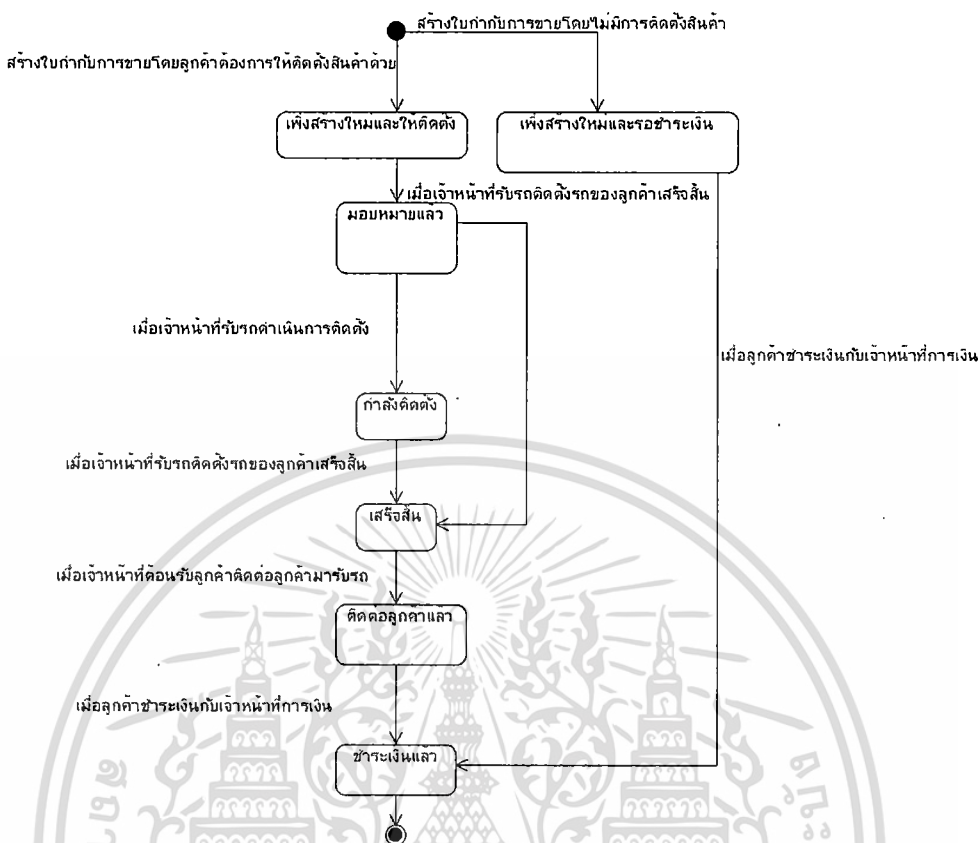 สร้างใบกำกับการขายโดยไม่มีการติดตั้งสินค้า
สร้างใบกำกับการขายโดยลูกค้าต้องการให้ติดตั้งสินค้าด้วย
เพิ่งสร้างใหม่และให้ติดตั้ง
เพิ่งสร้างใหม่และรอชำระเงิน
เมื่อเจ้าหน้าที่รับรถติดตั้งรถของลูกค้าเสร็จสิ้น
มอบหมายแล้ว
เมื่อเจ้าหน้าที่รับรถดำเนินการติดตั้ง
เมื่อลูกค้าชำระเงินกับเจ้าหน้าที่การเงิน
กำลังติดตั้ง
เมื่อเจ้าหน้าที่รับรถติดตั้งรถของลูกค้าเสร็จสิ้น
เสร็จสิ้น
เมื่อเจ้าหน้าที่ต้อนรับลูกค้าติดต่อลูกค้ามารับรถ
ติดต่อลูกค้าแล้ว
เมื่อลูกค้าชำระเงินกับเจ้าหน้าที่การเงิน
ชำระเงินแล้ว